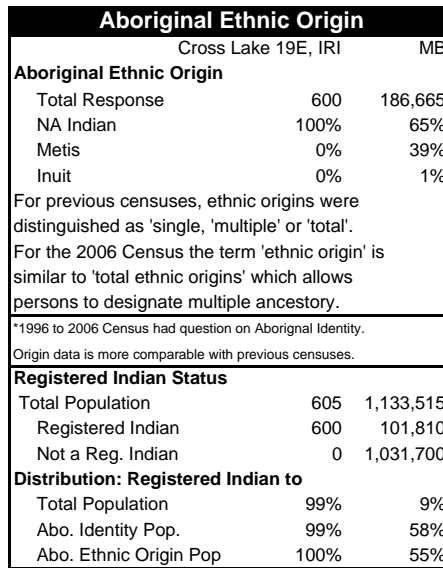 Aboriginal Ethnic Origin
Cross Lake 19E, IRI MB
Aboriginal Ethnic Origin
Total Response 600 186,665
NA Indian 100% 65%
Metis 0% 39%
Inuit 0% 1%
For previous censuses, ethnic origins were
distinguished as 'single, 'multiple' or 'total'.
For the 2006 Census the term 'ethnic origin' is
similar to 'total ethnic origins' which allows
persons to designate multiple ancestory.
*1996 to 2006 Census had question on Aborignal Identity.
Origin data is more comparable with previous censuses.
Registered Indian Status
Total Population 605 1,133,515
Registered Indian 600 101,810
Not a Reg. Indian 0 1,031,700
Distribution: Registered Indian to
Total Population 99% 9%
Abo. Identity Pop. 99% 58%
Abo. Ethnic Origin Pop 100% 55%